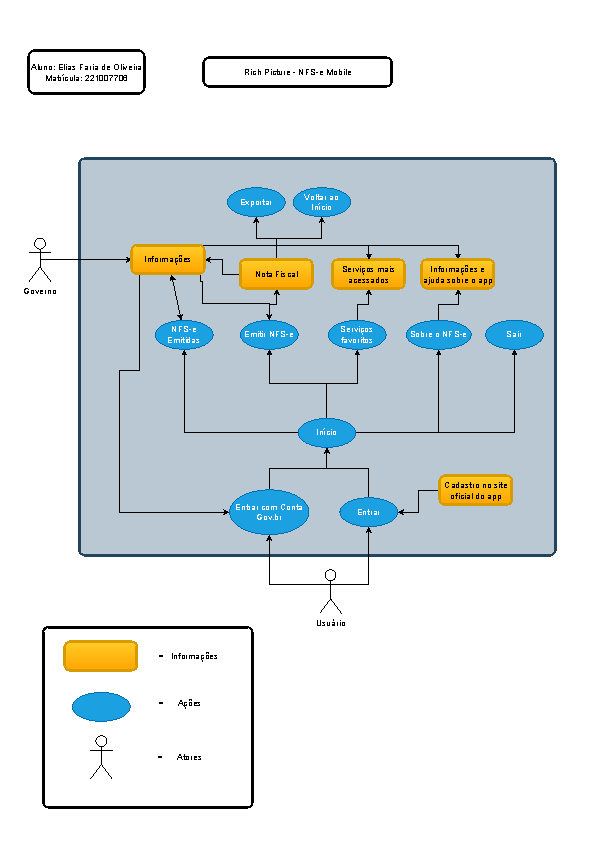 Aluno: Elias Faria de Oliveira
Matrícula: 221007706
Rich Picture - NFS-e Mobile
Exportar
Voltar ao
Início
Informações
Nota Fiscal
Serviços mais
acessados
Informações e
ajuda sobre o app
Governo
NFS-e
Emitidas
Emitir NFS-e
Serviços
favoritos
Sobre o NFS-e
Sair
Início
Cadastro no site
oficial do app
Entrar com Conta
Gov.br
Entrar
Usuário
= Informações
= Ações
= Atores